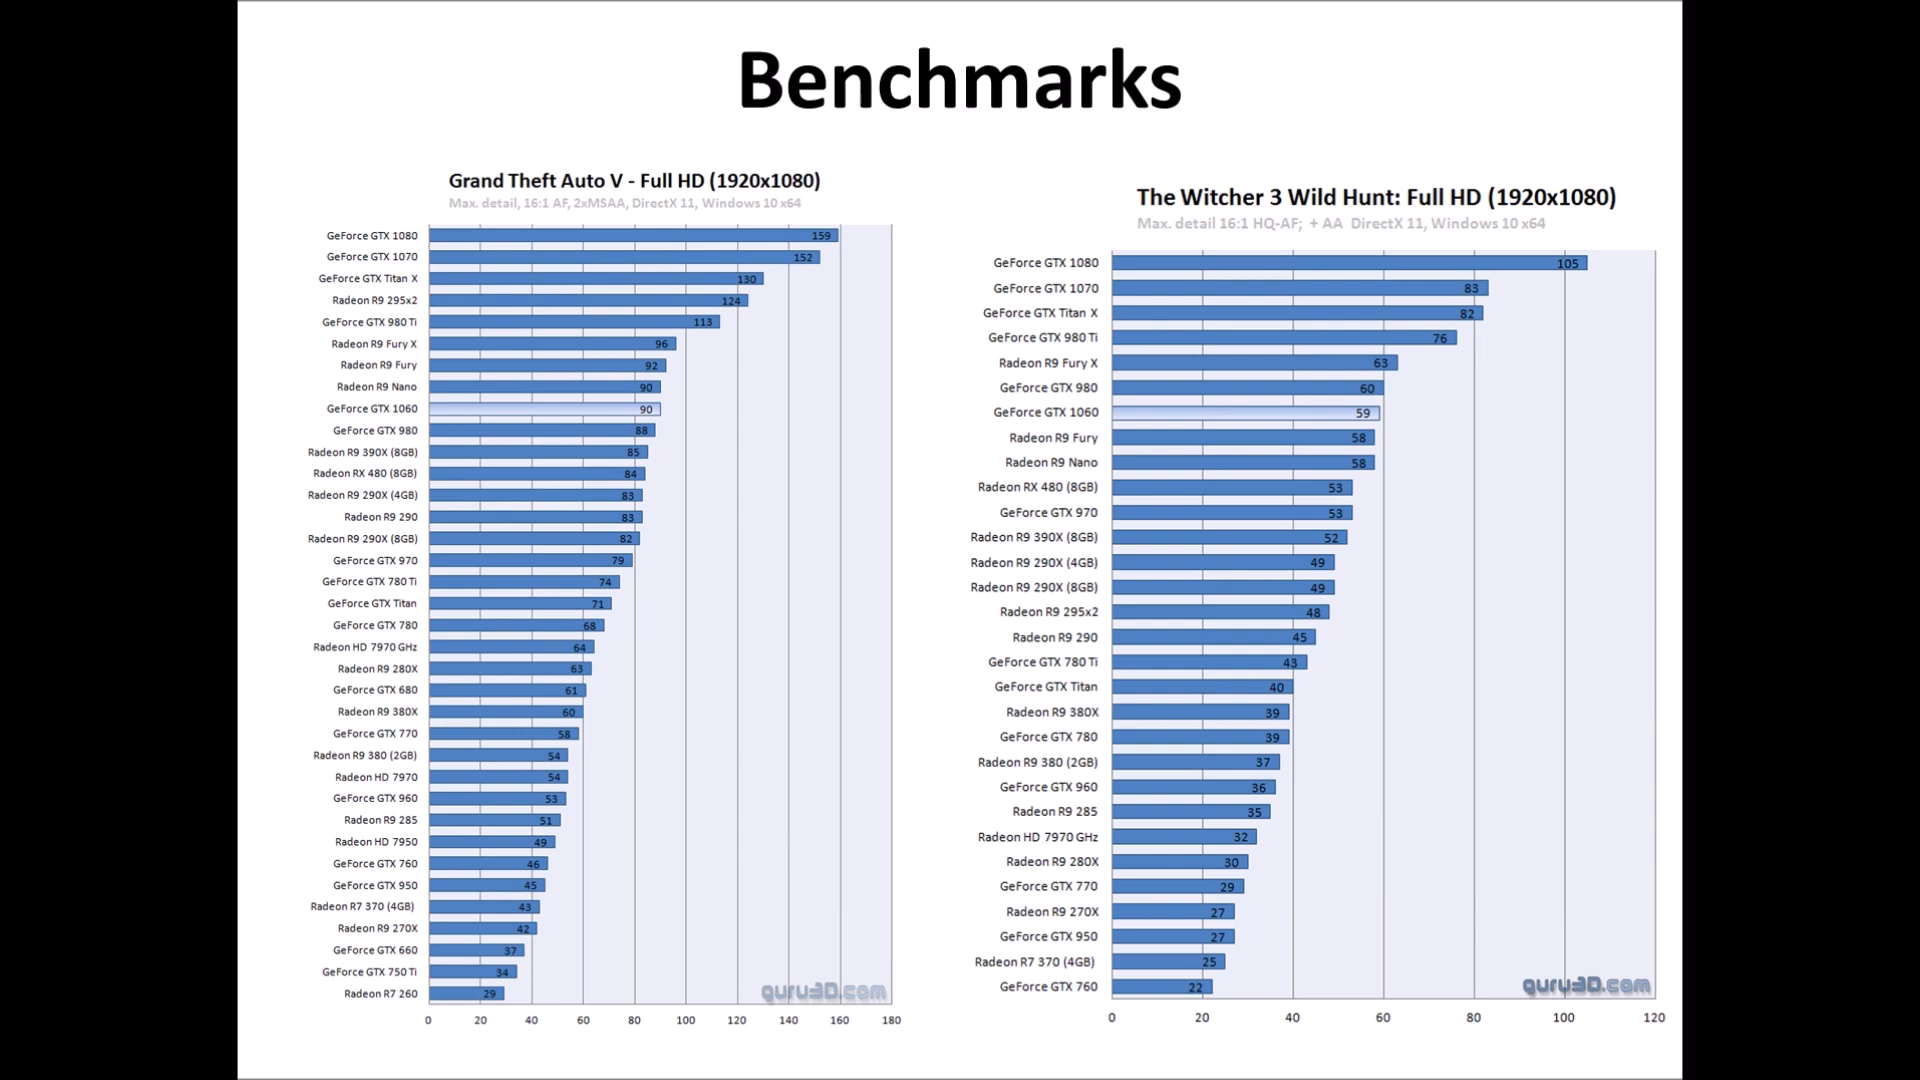 Benchmarks
Grand Theft Auto V - Full HD (1920x1080)
Max. detail, 16:1 AF, 2xMSAA, DirectX 11, Windows 10 x64
GeForce GTX 1080 159
GeForce GTX 1070 152
GeForce GTX Titan X 130
Radeon R9 295x2 124
GeForce GTX 980 Ti 113
Radeon R9 Fury X 96
Radeon R9 Fury 92
Radeon R9 Nano 90
GeForce GTX 1060 90
GeForce GTX 980 88
Radeon R9 390X (8GB) 85
Radeon RX 480 (8GB) 84
Radeon R9 290X (4GB) 83
Radeon R9 290 83
Radeon R9 290X (8GB) 82
GeForce GTX 970 79
GeForce GTX 780 Ti 74
GeForce GTX Titan 71
GeForce GTX 780 68
Radeon HD 7970 GHz 64
Radeon R9 280X 63
GeForce GTX 680 61
Radeon R9 380X 60
GeForce GTX 770 58
Radeon R9 380 (2GB) 54
Radeon HD 7970 54
GeForce GTX 960 53
Radeon R9 285 51
Radeon HD 7950 49
GeForce GTX 760 46
GeForce GTX 950 45
Radeon R7 370 (4GB) 43
Radeon R9 270X 42
GeForce GTX 660 37
GeForce GTX 750 Ti 34
Radeon R7 260 29
guru3D.com
0 20 40 60 80 100 120 140 160 180
The Witcher 3 Wild Hunt: Full HD (1920x1080)
Max. detail 16:1 HQ-AF; + AA DirectX 11, Windows 10 x64
GeForce GTX 1080 105
GeForce GTX 1070 83
GeForce GTX Titan X 82
GeForce GTX 980 Ti 76
Radeon R9 Fury X 63
GeForce GTX 980 60
GeForce GTX 1060 59
Radeon R9 Fury 58
Radeon R9 Nano 58
Radeon RX 480 (8GB) 53
GeForce GTX 970 53
Radeon R9 390X (8GB) 52
Radeon R9 290X (4GB) 49
Radeon R9 290X (8GB) 49
Radeon R9 295x2 48
Radeon R9 290 45
GeForce GTX 780 Ti 43
GeForce GTX Titan 40
Radeon R9 380X 39
GeForce GTX 780 39
Radeon R9 380 (2GB) 37
GeForce GTX 960 36
Radeon R9 285 35
Radeon HD 7970 GHz 32
Radeon R9 280X 30
GeForce GTX 770 29
Radeon R9 270X 27
GeForce GTX 950 27
Radeon R7 370 (4GB) 25
GeForce GTX 760 22
guru3D.com
0 20 40 60 80 100 120